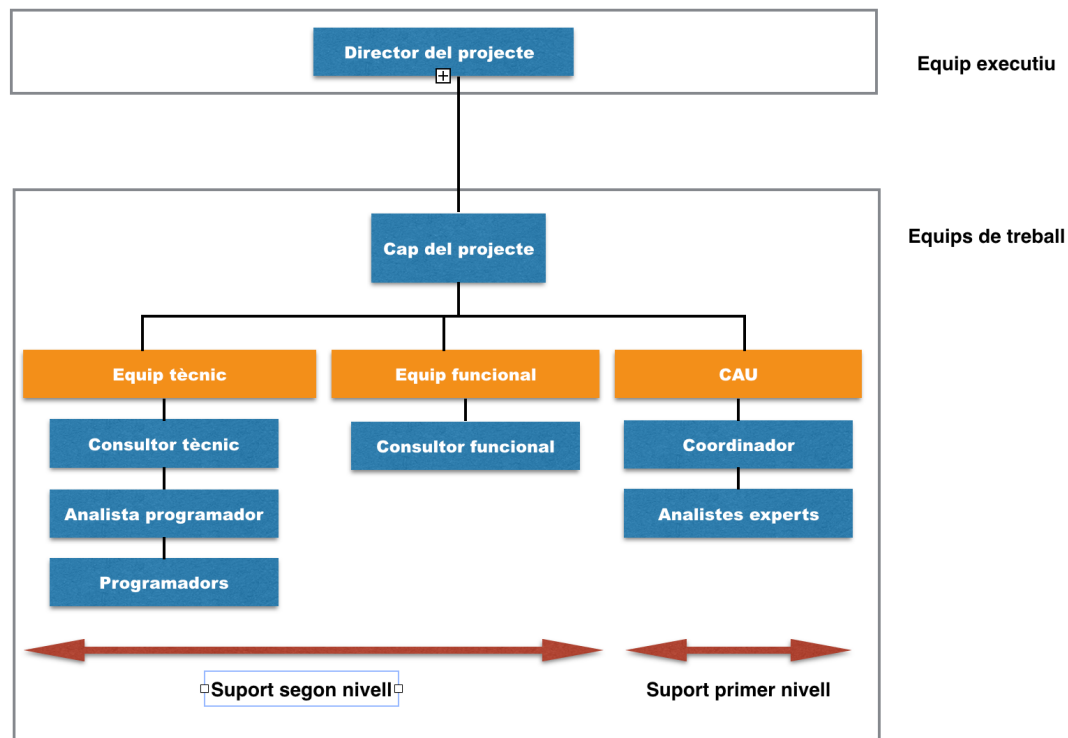 Director del projecte
Equip executiu
Cap del projecte
Equips de treball
Equip tècnic
Equip funcional
CAU
Consultor tècnic
Consultor funcional
Coordinador
Analista programador
Analistes experts
Programadors
Suport segon nivell
Suport primer nivell